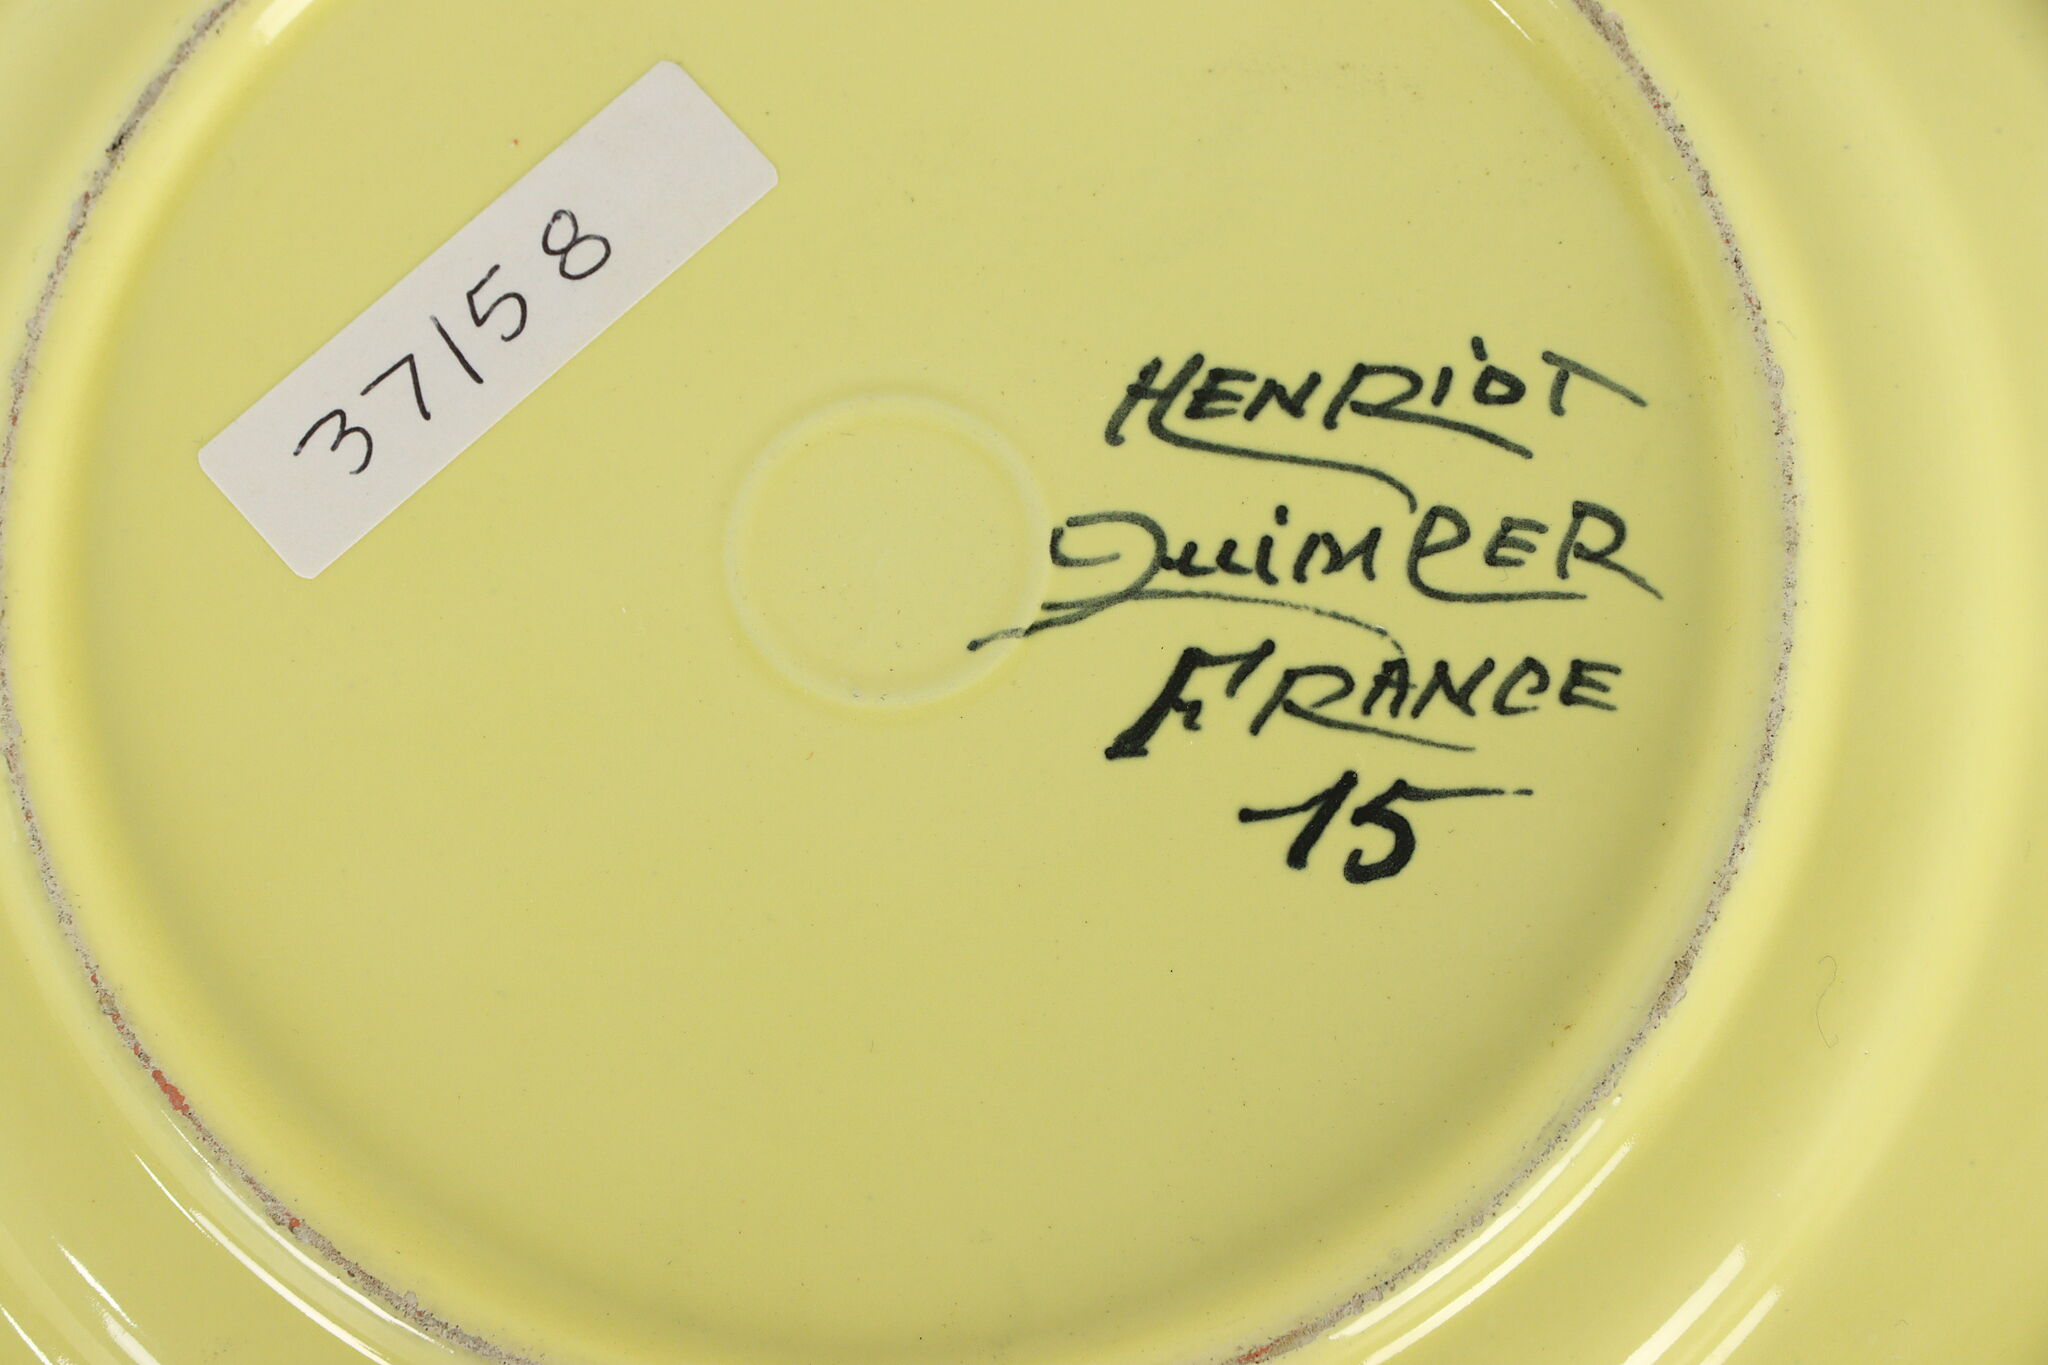 37158
HENRIOT
QUIMPER
FRANCE
15